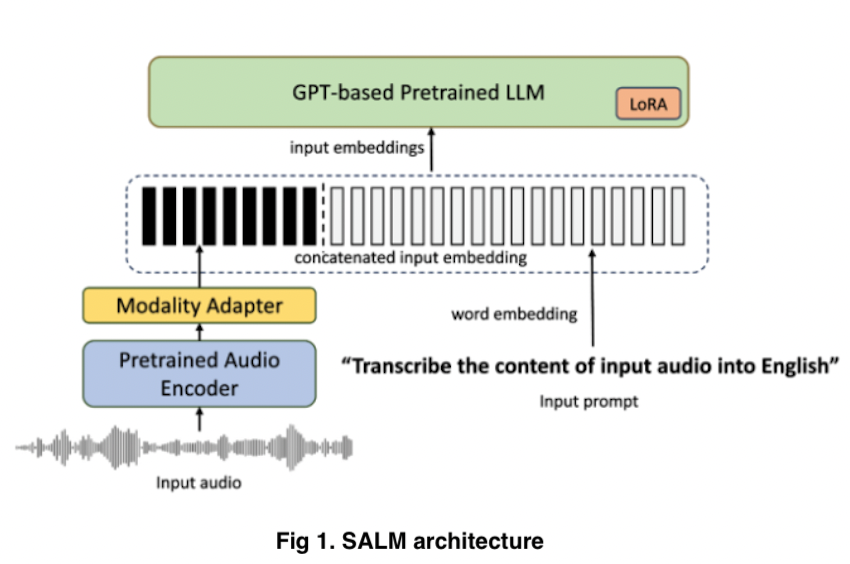 GPT-based Pretrained LLM
LoRA
input embeddings
concatenated input embedding
Modality Adapter
word embedding
Pretrained Audio
Encoder
“Transcribe the content of input audio into English”
Input prompt
Input audio
Fig 1. SALM architecture